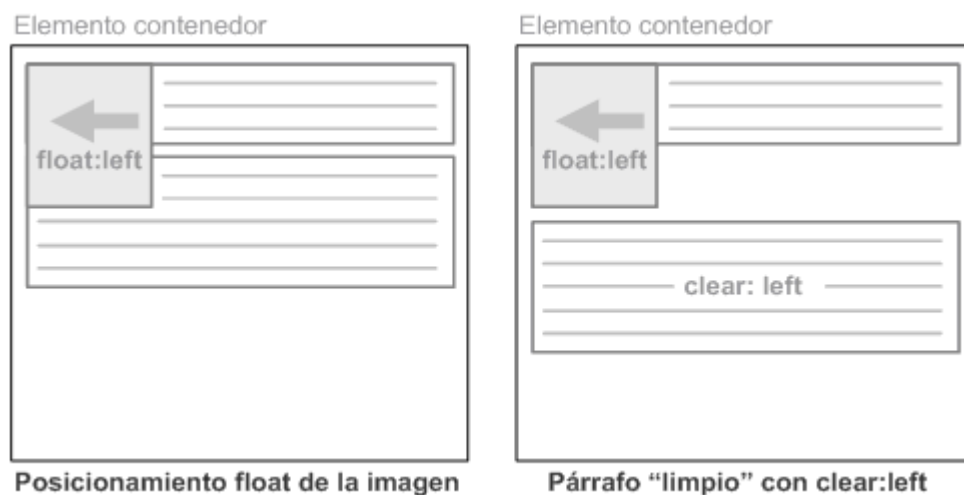 Elemento contenedor
float:left
Posicionamiento float de la imagen
Elemento contenedor
float:left
clear: left
Párrafo “limpio” con clear:left